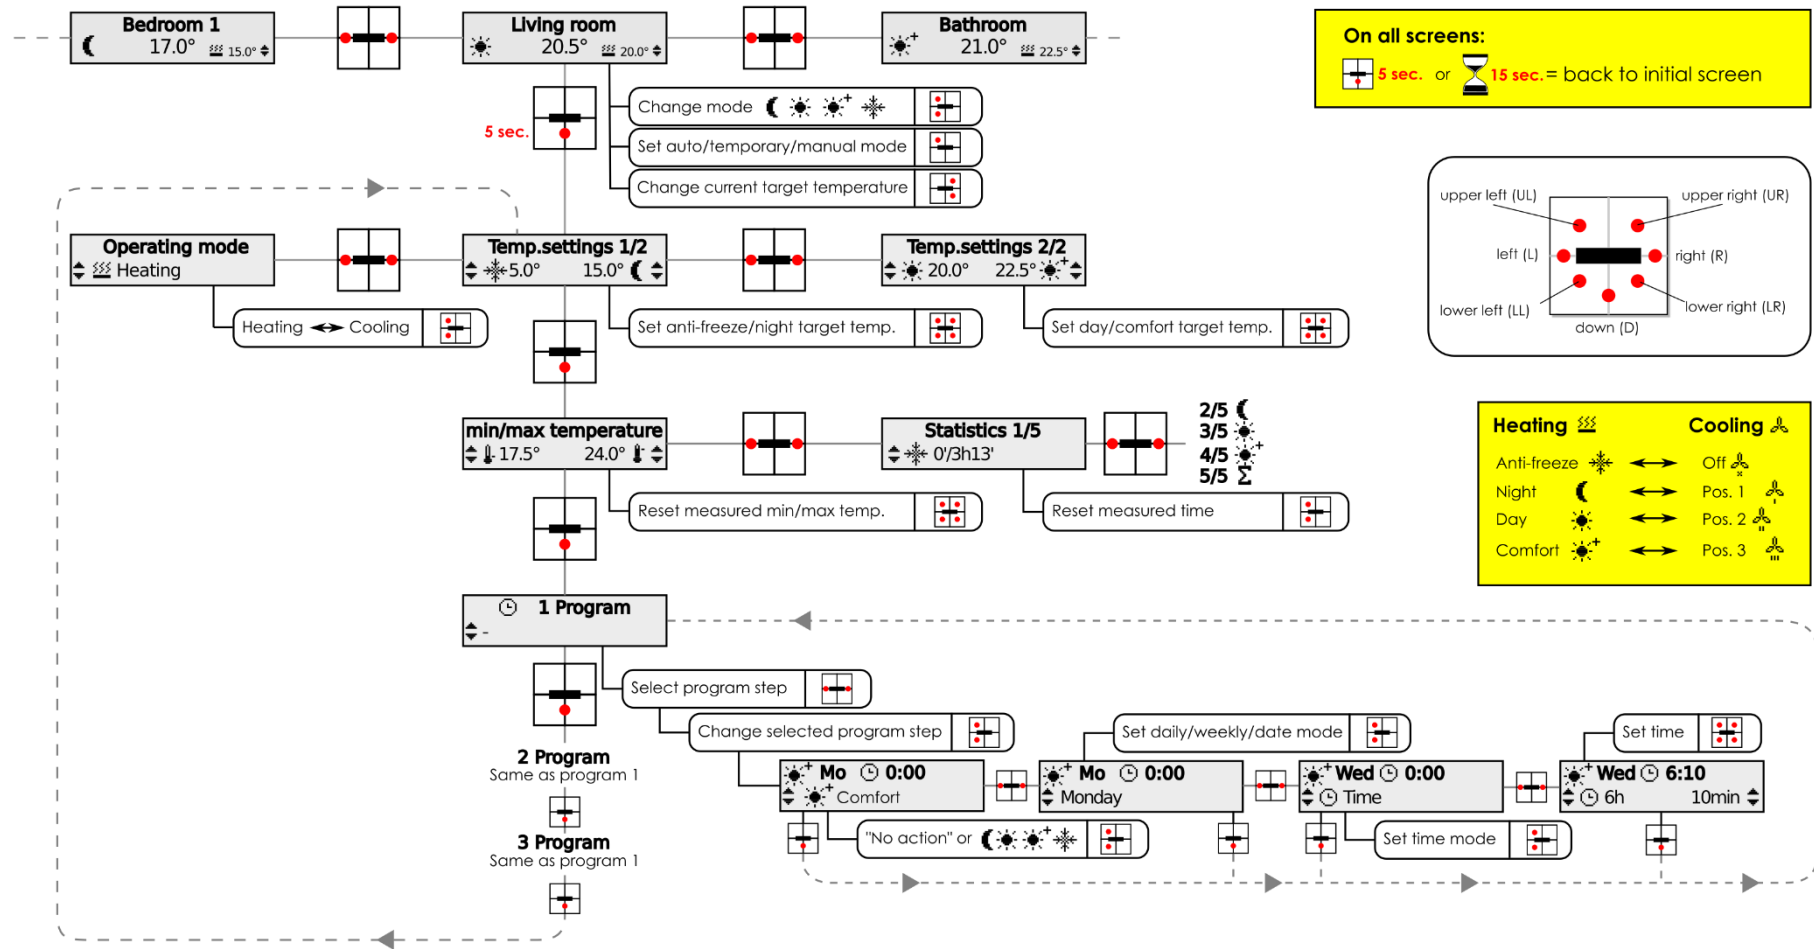 Bedroom 1
17.0° 15.0°
Living room
20.5° 20.0°
Bathroom
21.0° 22.5°
On all screens:
5 sec. or 15 sec. = back to initial screen
5 sec.
Change mode
Set auto/temporary/manual mode
Change current target temperature
upper left (UL)
upper right (UR)
left (L)
right (R)
lower left (LL)
lower right (LR)
down (D)
Operating mode
Heating
Temp.settings 1/2
5.0° 15.0°
Temp.settings 2/2
20.0° 22.5°
Heating Cooling
Set anti-freeze/night target temp.
Set day/comfort target temp.
min/max temperature
17.5° 24.0°
Statistics 1/5
0'/3h13'
2/5
3/5
4/5
5/5 Σ
Reset measured min/max temp.
Reset measured time
Heating Cooling
Anti-freeze Off
Night Pos. 1
Day Pos. 2
Comfort Pos. 3
1 Program
-
Select program step
Change selected program step
Set daily/weekly/date mode
Set time
2 Program
Same as program 1
3 Program
Same as program 1
Mo 0:00
Comfort
Mo 0:00
Monday
Wed 0:00
Time
Wed 6:10
6h 10min
"No action" or
Set time mode